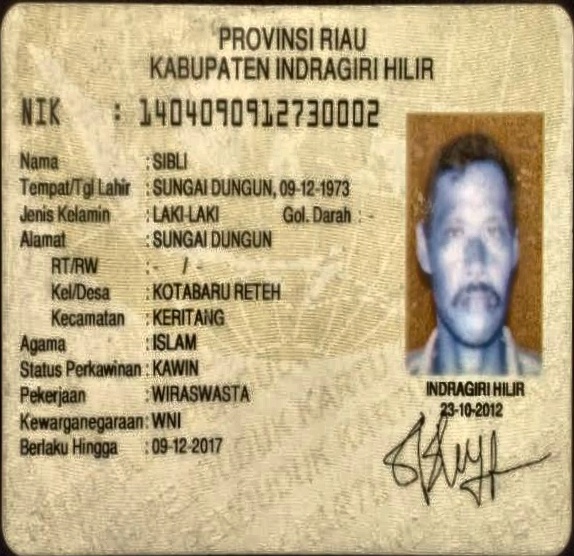 PROVINSI RIAU
KABUPATEN INDRAGIRI HILIR
NIK : 1404090912730002
Nama : SIBLI
Tempat/Tgl Lahir : SUNGAI DUNGUN, 09-12-1973
Jenis Kelamin : LAKI-LAKI Gol. Darah : -
Alamat : SUNGAI DUNGUN
RT/RW : - / -
Kel/Desa : KOTABARU RETEH
Kecamatan : KERITANG
Agama : ISLAM
Status Perkawinan : KAWIN
Pekerjaan : WIRASWASTA
Kewarganegaraan : WNI
Berlaku Hingga : 09-12-2017
INDRAGIRI HILIR
23-10-2012